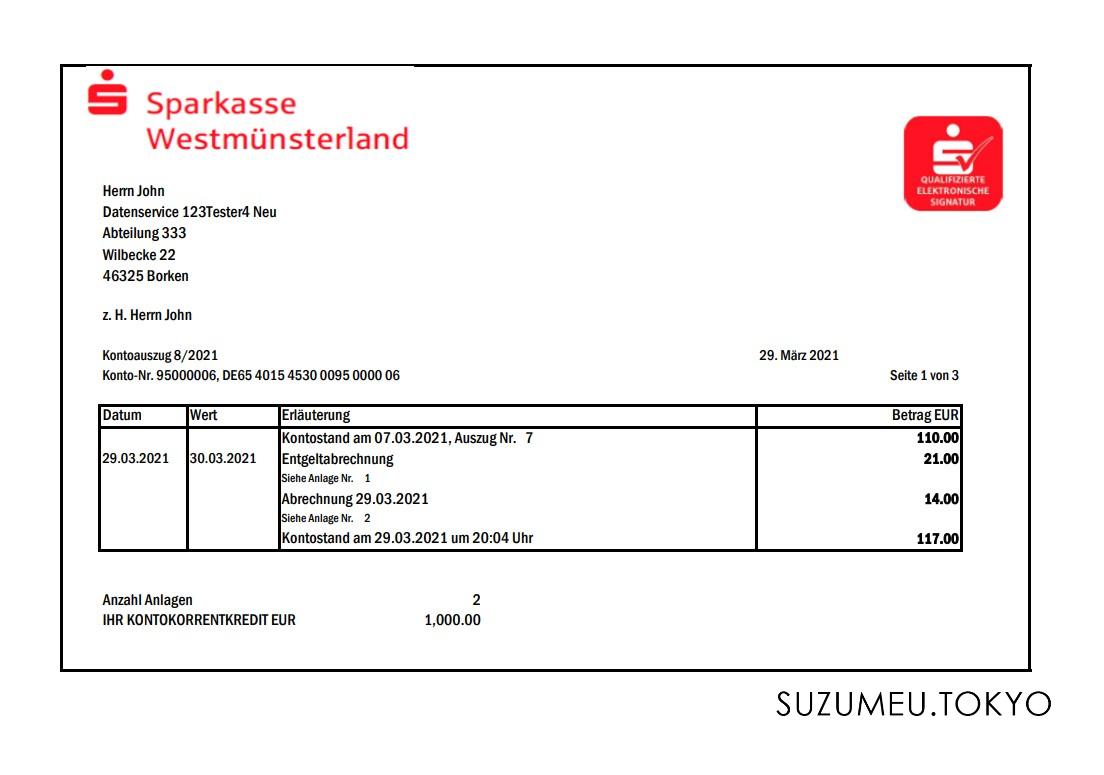 Sparkasse
Westmünsterland
QUALIFIZIERTE
ELEKTRONISCHE
SIGNATUR
Herrn John
Datenservice 123Tester4 Neu
Abteilung 333
Wilbecke 22
46325 Borken
z. H. Herrn John
Kontoauszug 8/2021 29. März 2021
Konto-Nr. 95000006, DE65 4015 4530 0095 0000 06 Seite 1 von 3
Datum Wert Erläuterung Betrag EUR
Kontostand am 07.03.2021, Auszug Nr. 7 110.00
29.03.2021 30.03.2021 Entgeltabrechnung 21.00
Siehe Anlage Nr. 1
Abrechnung 29.03.2021 14.00
Siehe Anlage Nr. 2
Kontostand am 29.03.2021 um 20:04 Uhr 117.00
Anzahl Anlagen 2
IHR KONTOKORRENTKREDIT EUR 1,000.00
SUZUMEU.TOKYO